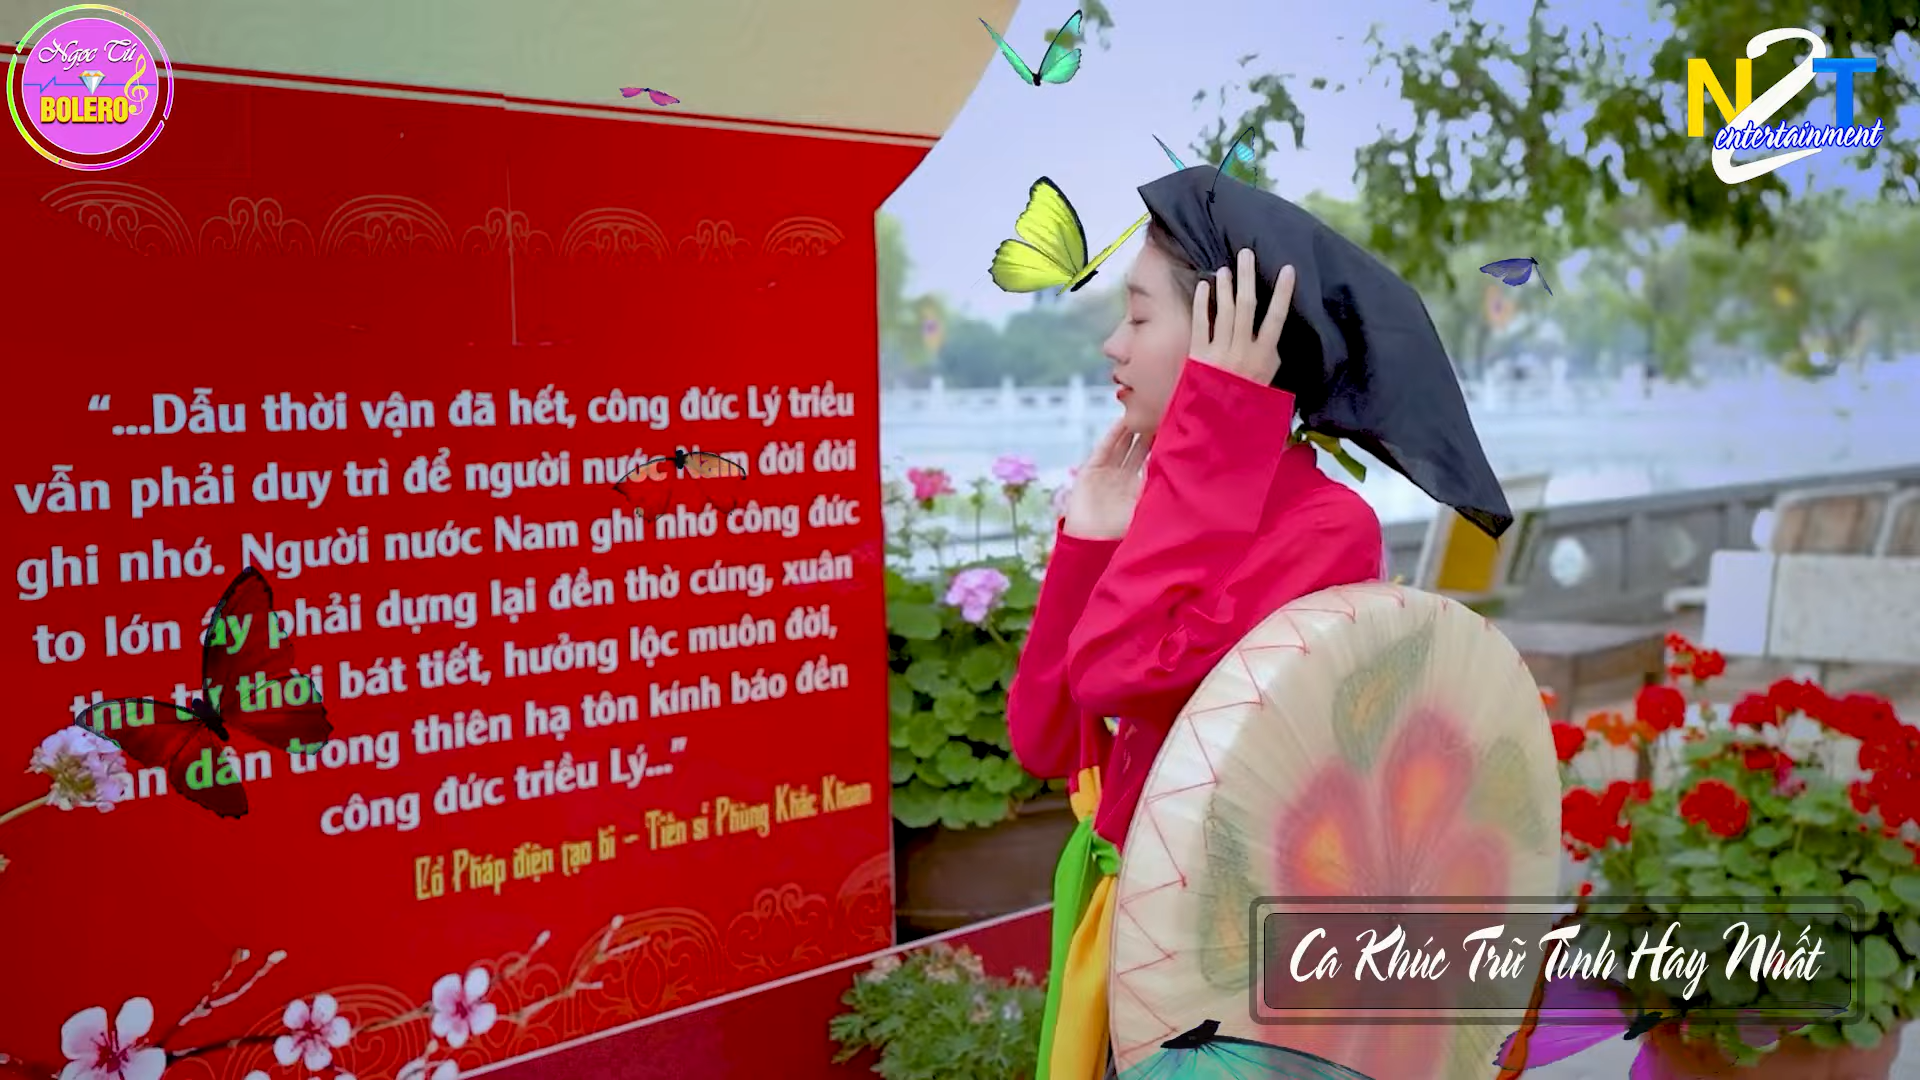 Ngọc Tú
BOLERO
N2T
entertainment
“...Dẫu thời vận đã hết, công đức Lý triều
vẫn phải duy trì để người nước Nam đời đời
ghi nhớ. Người nước Nam ghi nhớ công đức
to lớn ấy phải dựng lại đền thờ cúng, xuân
thu tứ thời bát tiết, hưởng lộc muôn đời,
dân trong thiên hạ tôn kính báo đền
công đức triều Lý...”
Cổ Pháp điện tạo bi - Tiến sĩ Phùng Khắc Khoan
Ca Khúc Trữ Tình Hay Nhất